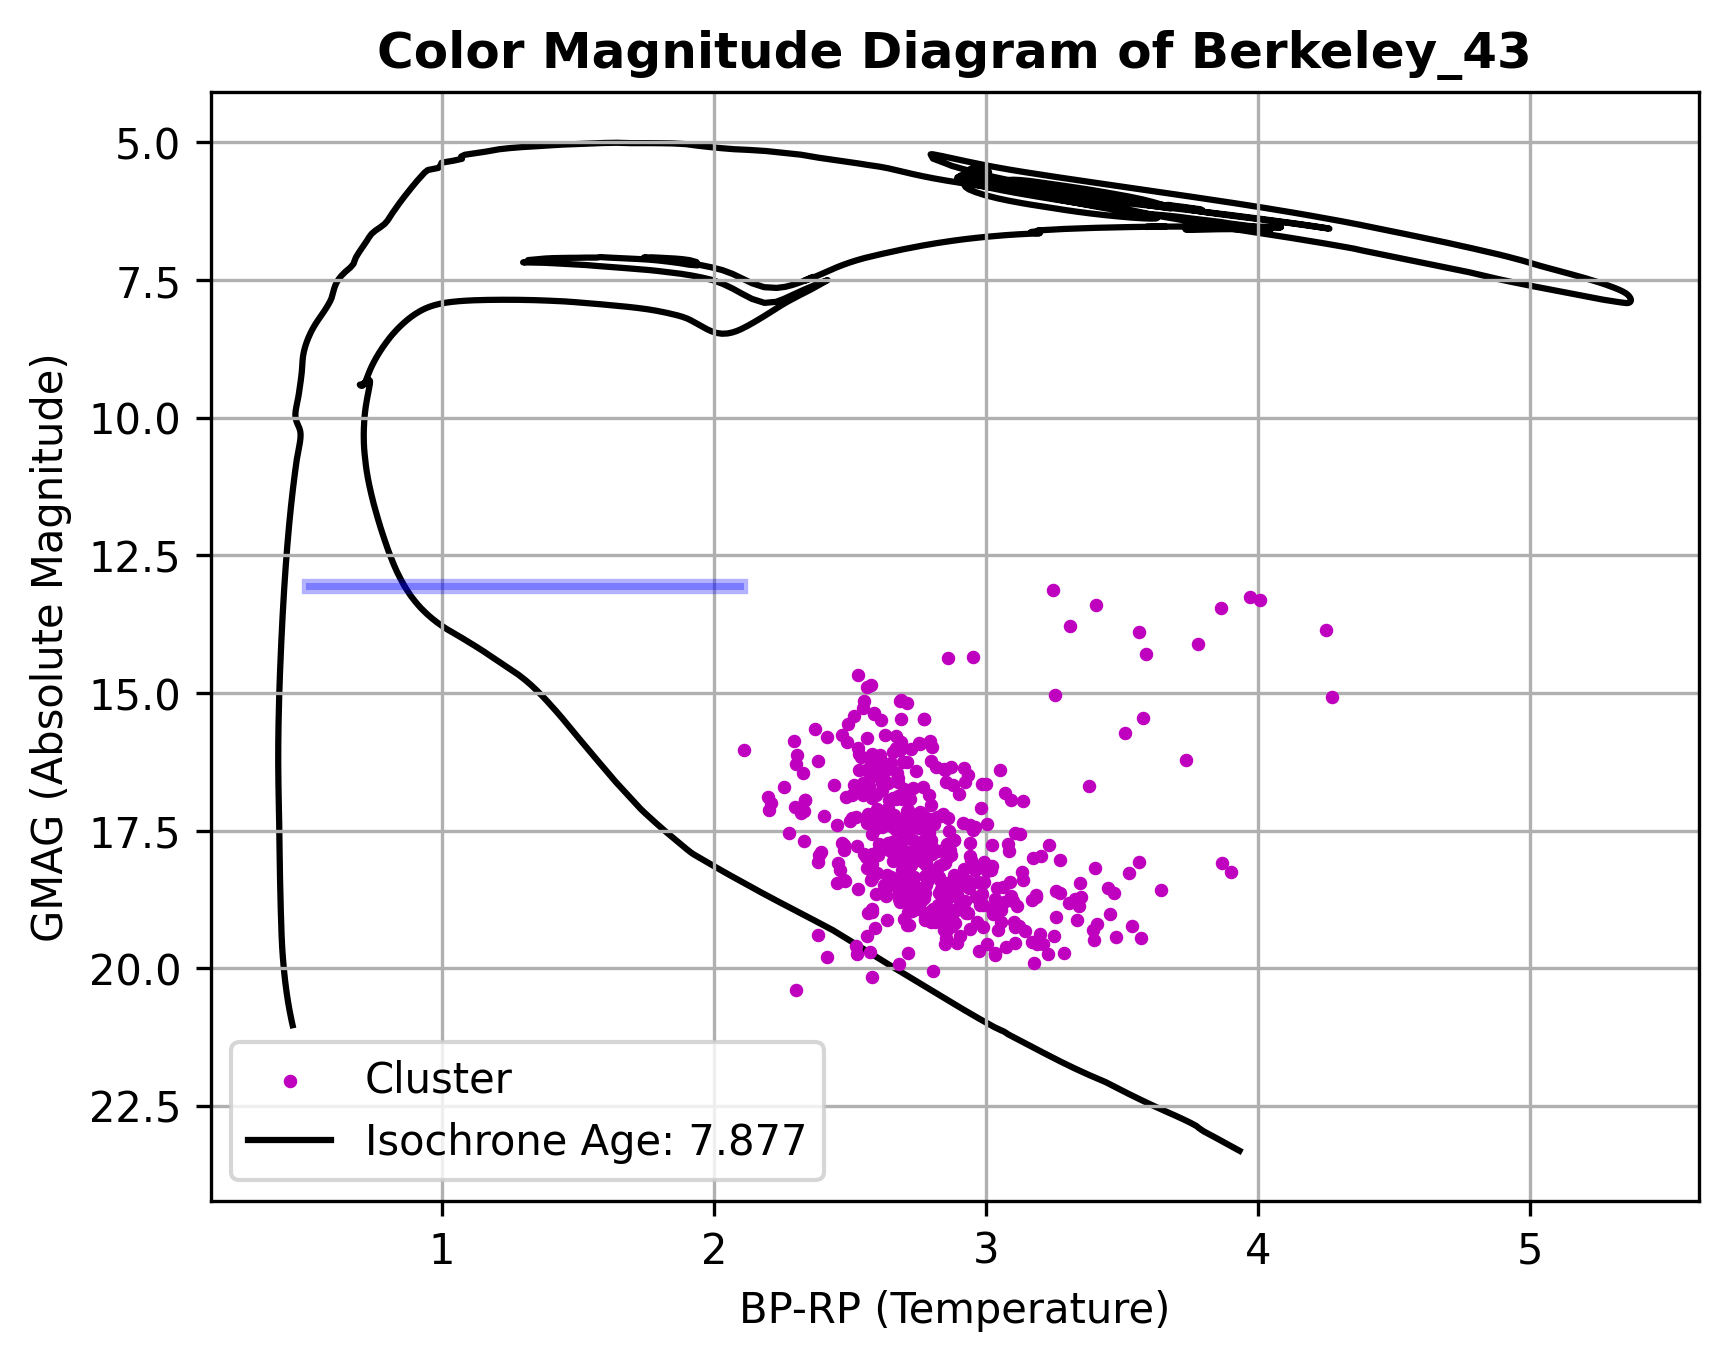 Color Magnitude Diagram of Berkeley_43
GMAG (Absolute Magnitude)
5.0
7.5
10.0
12.5
15.0
17.5
20.0
22.5
Cluster
Isochrone Age: 7.877
1 2 3 4 5
BP-RP (Temperature)